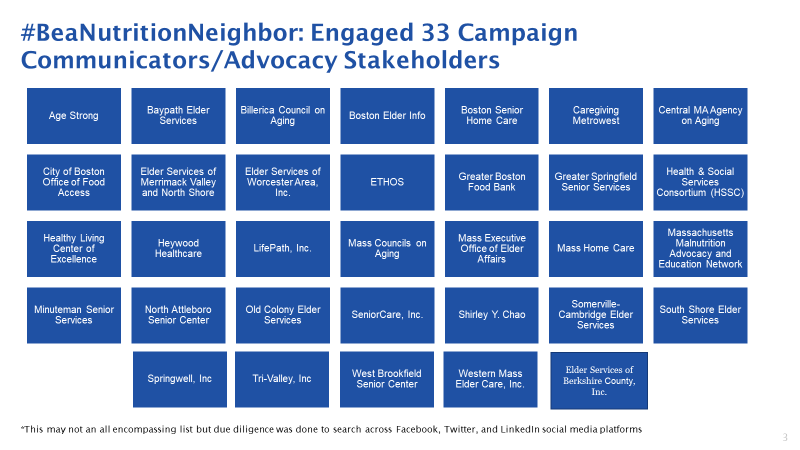 #BeaNutritionNeighbor: Engaged 33 Campaign
Communicators/Advocacy Stakeholders
Age Strong
Baypath Elder
Services
Billerica Council on
Aging
Boston Elder Info
Boston Senior
Home Care
Caregiving
Metrowest
Central MA Agency
on Aging
City of Boston
Office of Food
Access
Elder Services of
Merrimack Valley
and North Shore
Elder Services of
Worcester Area,
Inc.
ETHOS
Greater Boston
Food Bank
Greater Springfield
Senior Services
Health & Social
Services
Consortium (HSSC)
Healthy Living
Center of
Excellence
Heywood
Healthcare
LifePath, Inc.
Mass Councils on
Aging
Mass Executive
Office of Elder
Affairs
Mass Home Care
Massachusetts
Malnutrition
Advocacy and
Education Network
Minuteman Senior
Services
North Attleboro
Senior Center
Old Colony Elder
Services
SeniorCare, Inc.
Shirley Y. Chao
Somerville-
Cambridge Elder
Services
South Shore Elder
Services
Springwell, Inc
Tri-Valley, Inc
West Brookfield
Senior Center
Western Mass
Elder Care, Inc.
Elder Services of
Berkshire County,
Inc.
*This may not an all encompassing list but due diligence was done to search across Facebook, Twitter, and LinkedIn social media platforms
3